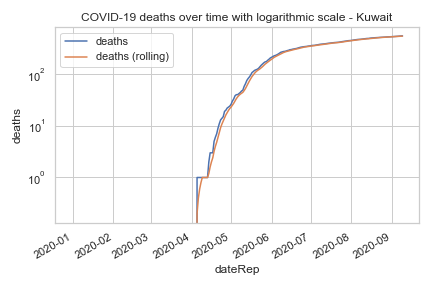 COVID-19 deaths over time with logarithmic scale - Kuwait
deaths
deaths (rolling)
deaths
10²
10¹
10⁰
2020-01
2020-02
2020-03
2020-04
2020-05
2020-06
2020-07
2020-08
2020-09
dateRep